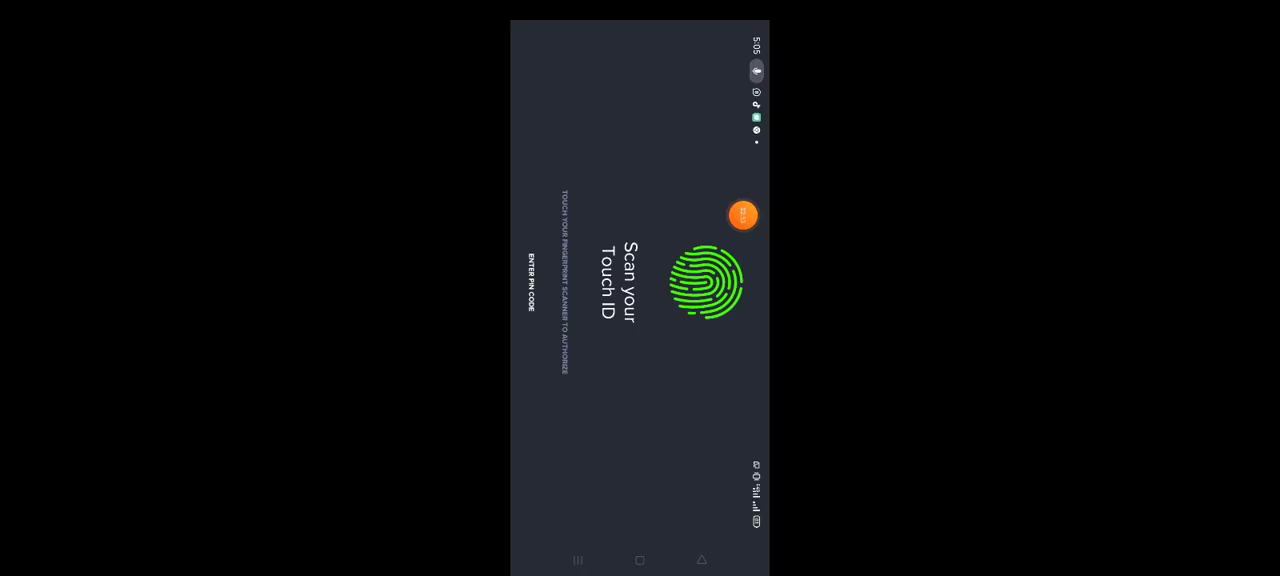 5:05
Scan your
Touch ID
TOUCH YOUR FINGERPRINT SCANNER TO AUTHORIZE
ENTER PIN CODE